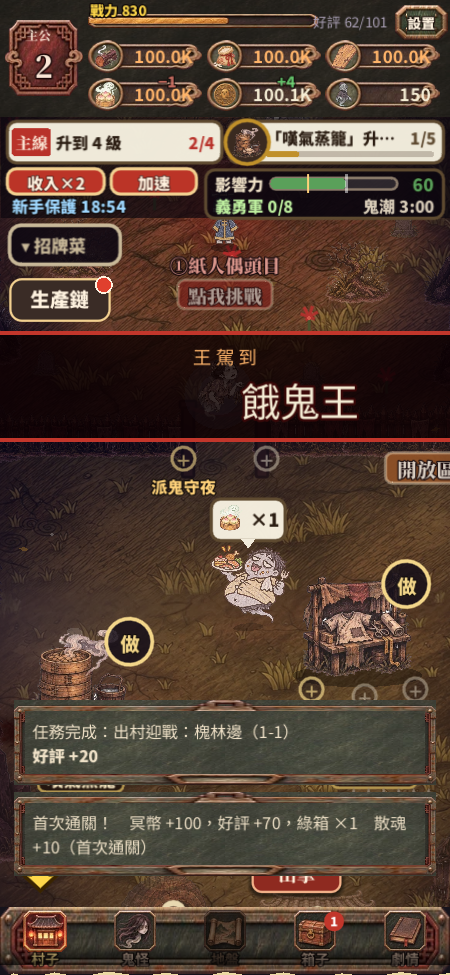 戰力.830
好評 62/101
設置
主公
2
100.0K
100.0K
100.0K
-1
+4
100.0K
100.1K
150
主線 升到 4 級 2/4
「嘆氣蒸籠」升⋯ 1/5
收入×2
加速
影響力 60
新手保護 18:54
義勇軍 0/8
鬼潮 3:00
▾招牌菜
①紙人偶頭目
點我挑戰
生產鏈
王駕到
餓鬼王
開放區
派鬼守夜
×1
做
做
任務完成：出村迎戰：槐林邊（1-1）
好評 +20
首次通關！ 冥幣 +100，好評 +70，綠箱 ×1 散魂
+10（首次通關）
1
村子
鬼怪
箱子
劇情